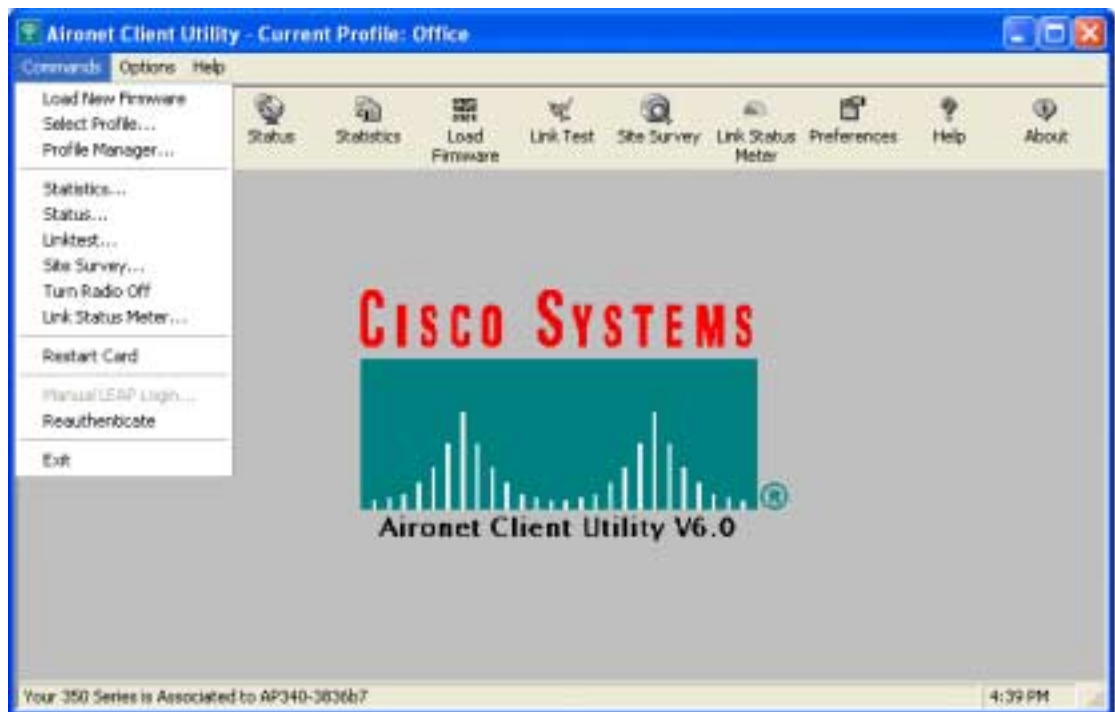 Aironet Client Utility - Current Profile: Office
Commands Options Help
Load New Firmware
Select Profile...
Profile Manager...
Statistics...
Status...
Linktest...
Site Survey...
Turn Radio Off
Link Status Meter...
Restart Card
Manual LEAP Login...
Reauthenticate
Exit
Status
Statistics
Load Firmware
Link Test
Site Survey
Link Status Meter
Preferences
Help
About
CISCO SYSTEMS
®
Aironet Client Utility V6.0
Your 350 Series is Associated to AP340-3836b7
4:39 PM